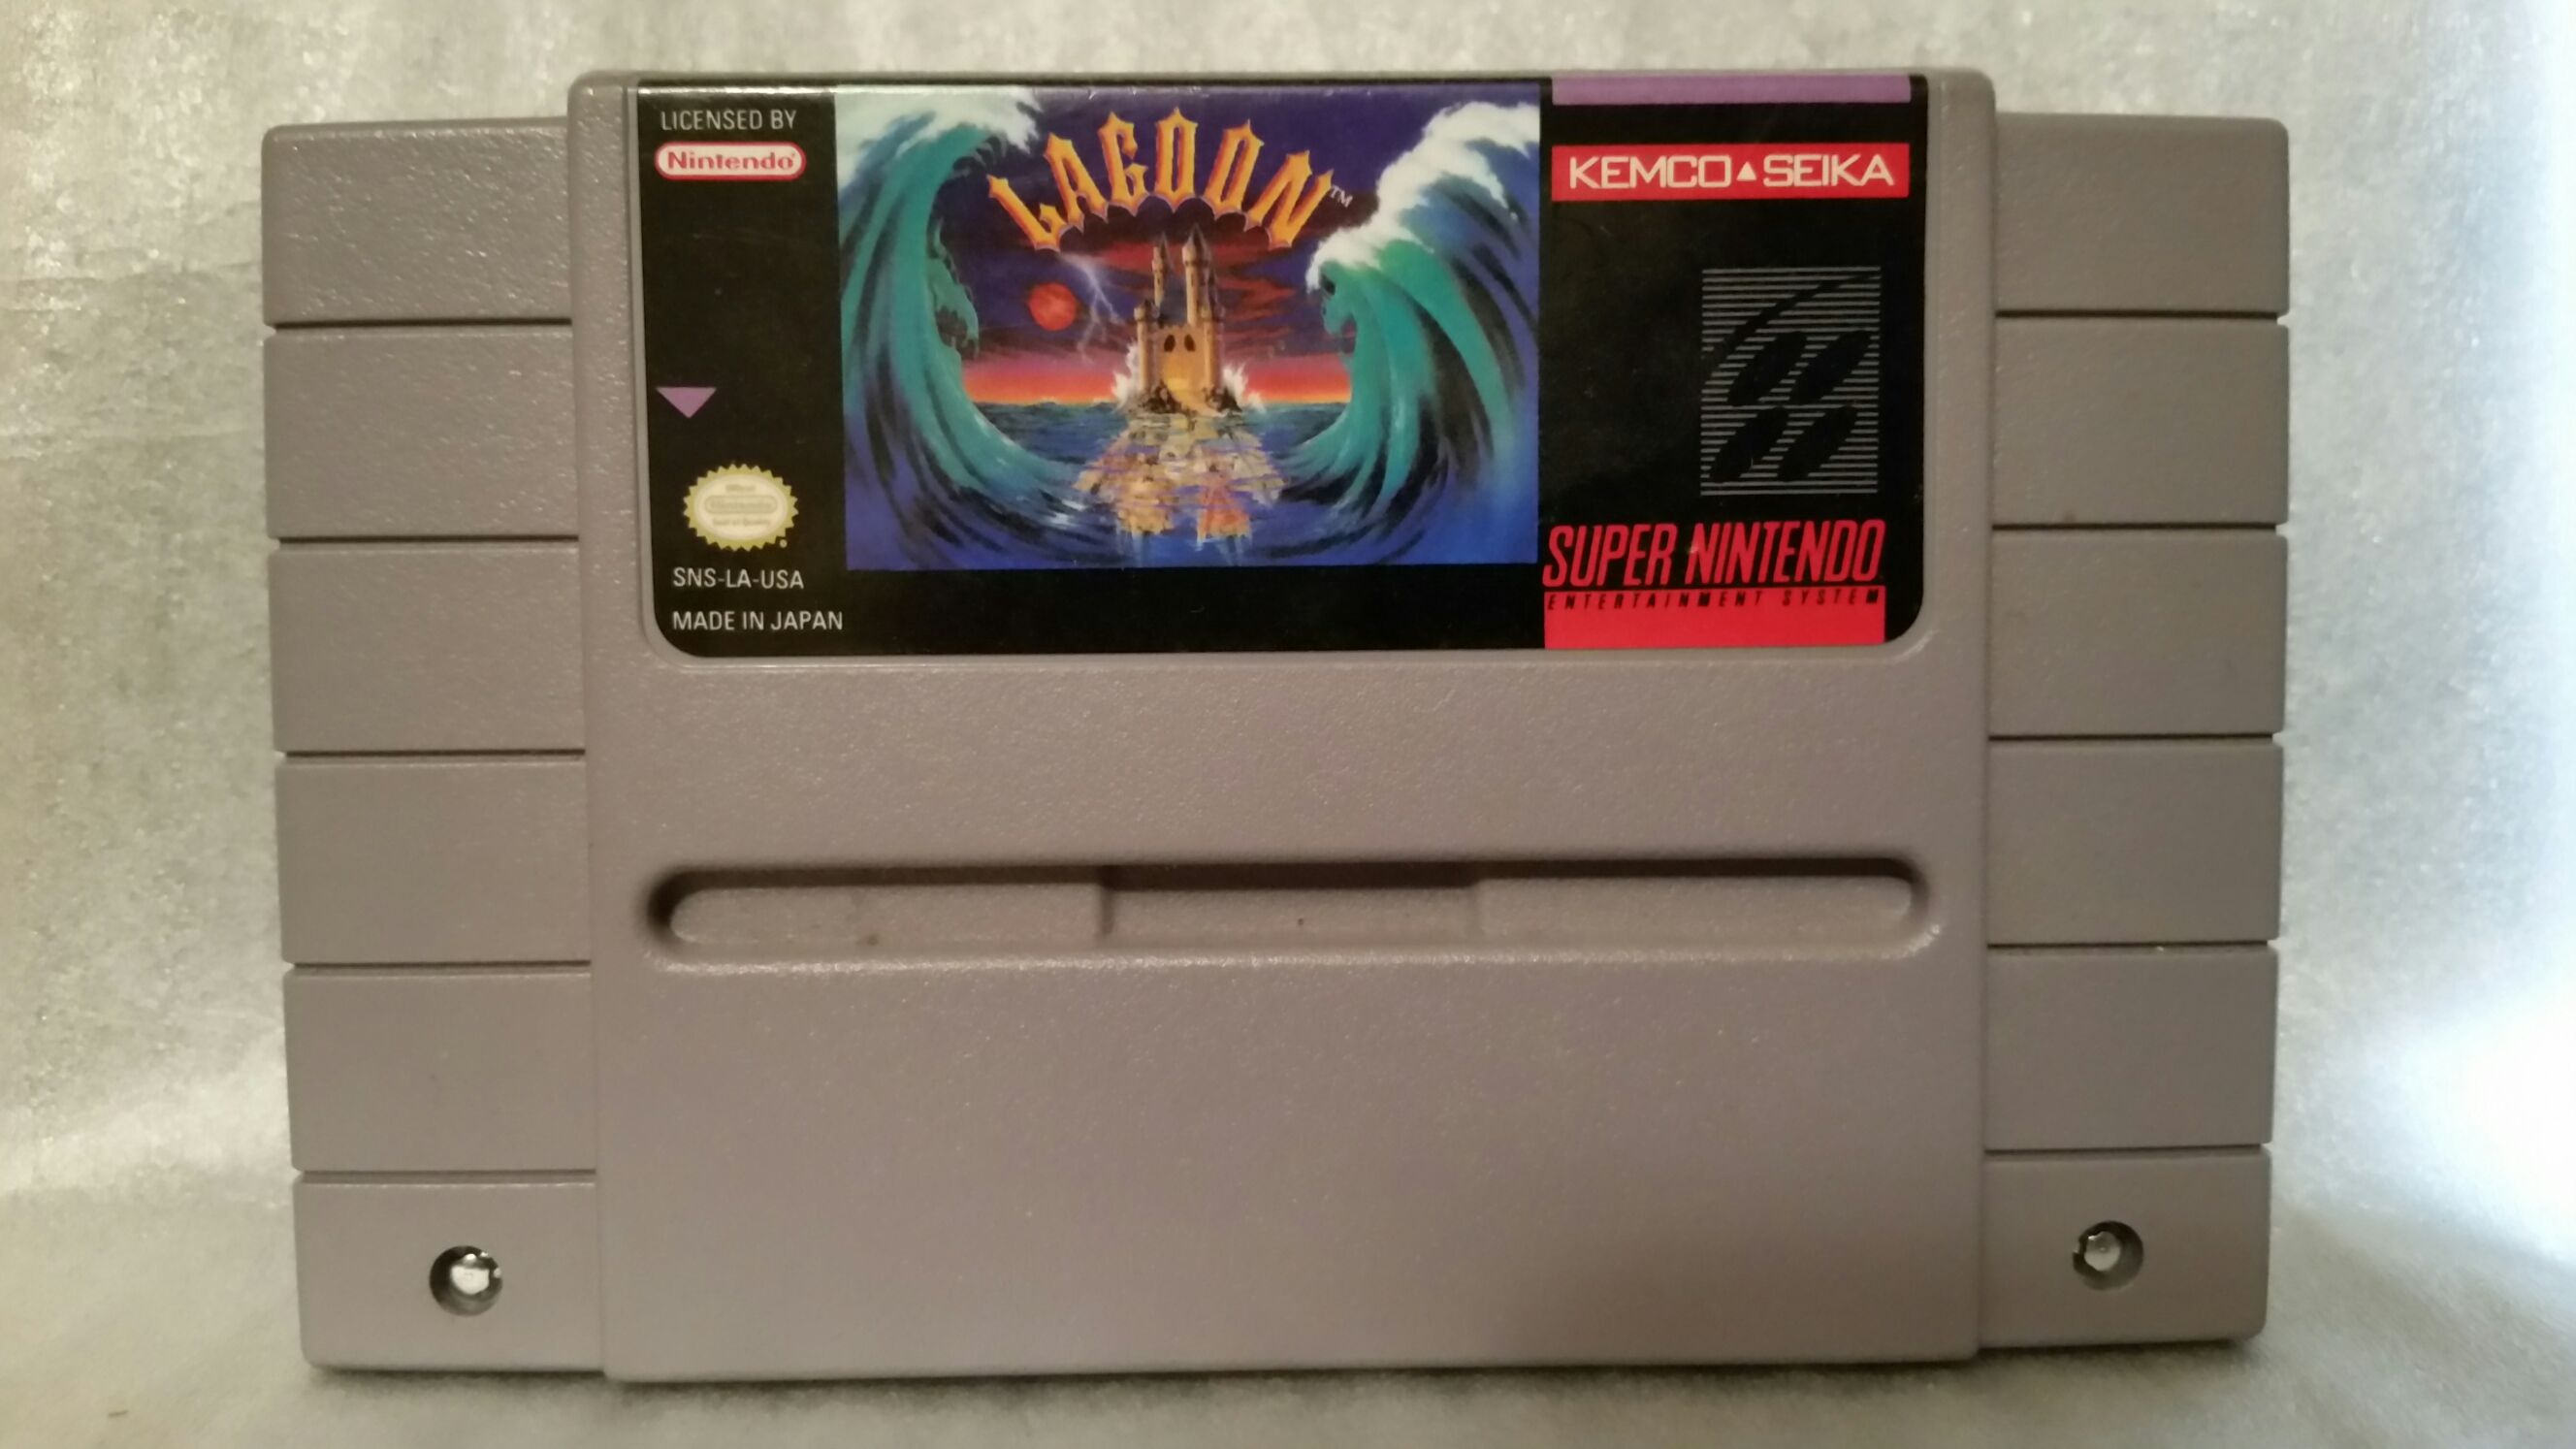 LICENSED BY
Nintendo
SNS-LA-USA
MADE IN JAPAN
LAGOON™
KEMCO▲SEIKA
SUPER NINTENDO
ENTERTAINMENT SYSTEM